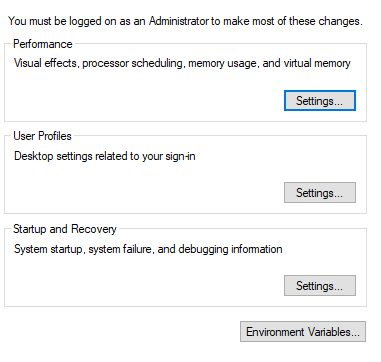 You must be logged on as an Administrator to make most of these changes.
Performance
Visual effects, processor scheduling, memory usage, and virtual memory
Settings...
User Profiles
Desktop settings related to your sign-in
Settings...
Startup and Recovery
System startup, system failure, and debugging information
Settings...
Environment Variables...